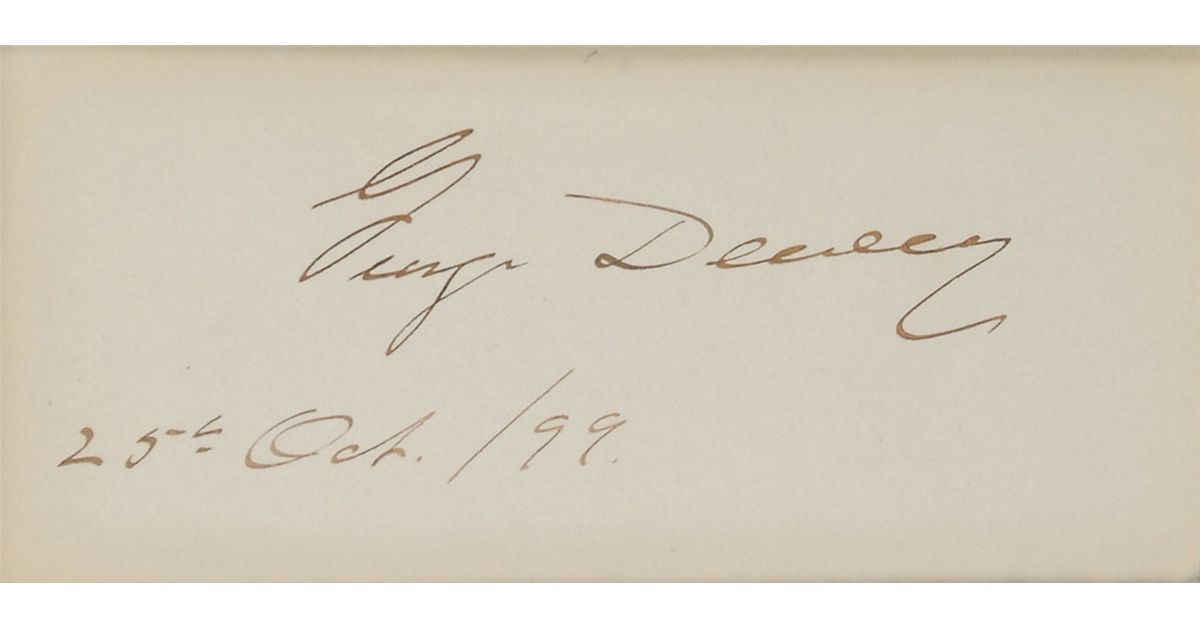 George Dewey
25th Oct. /99.